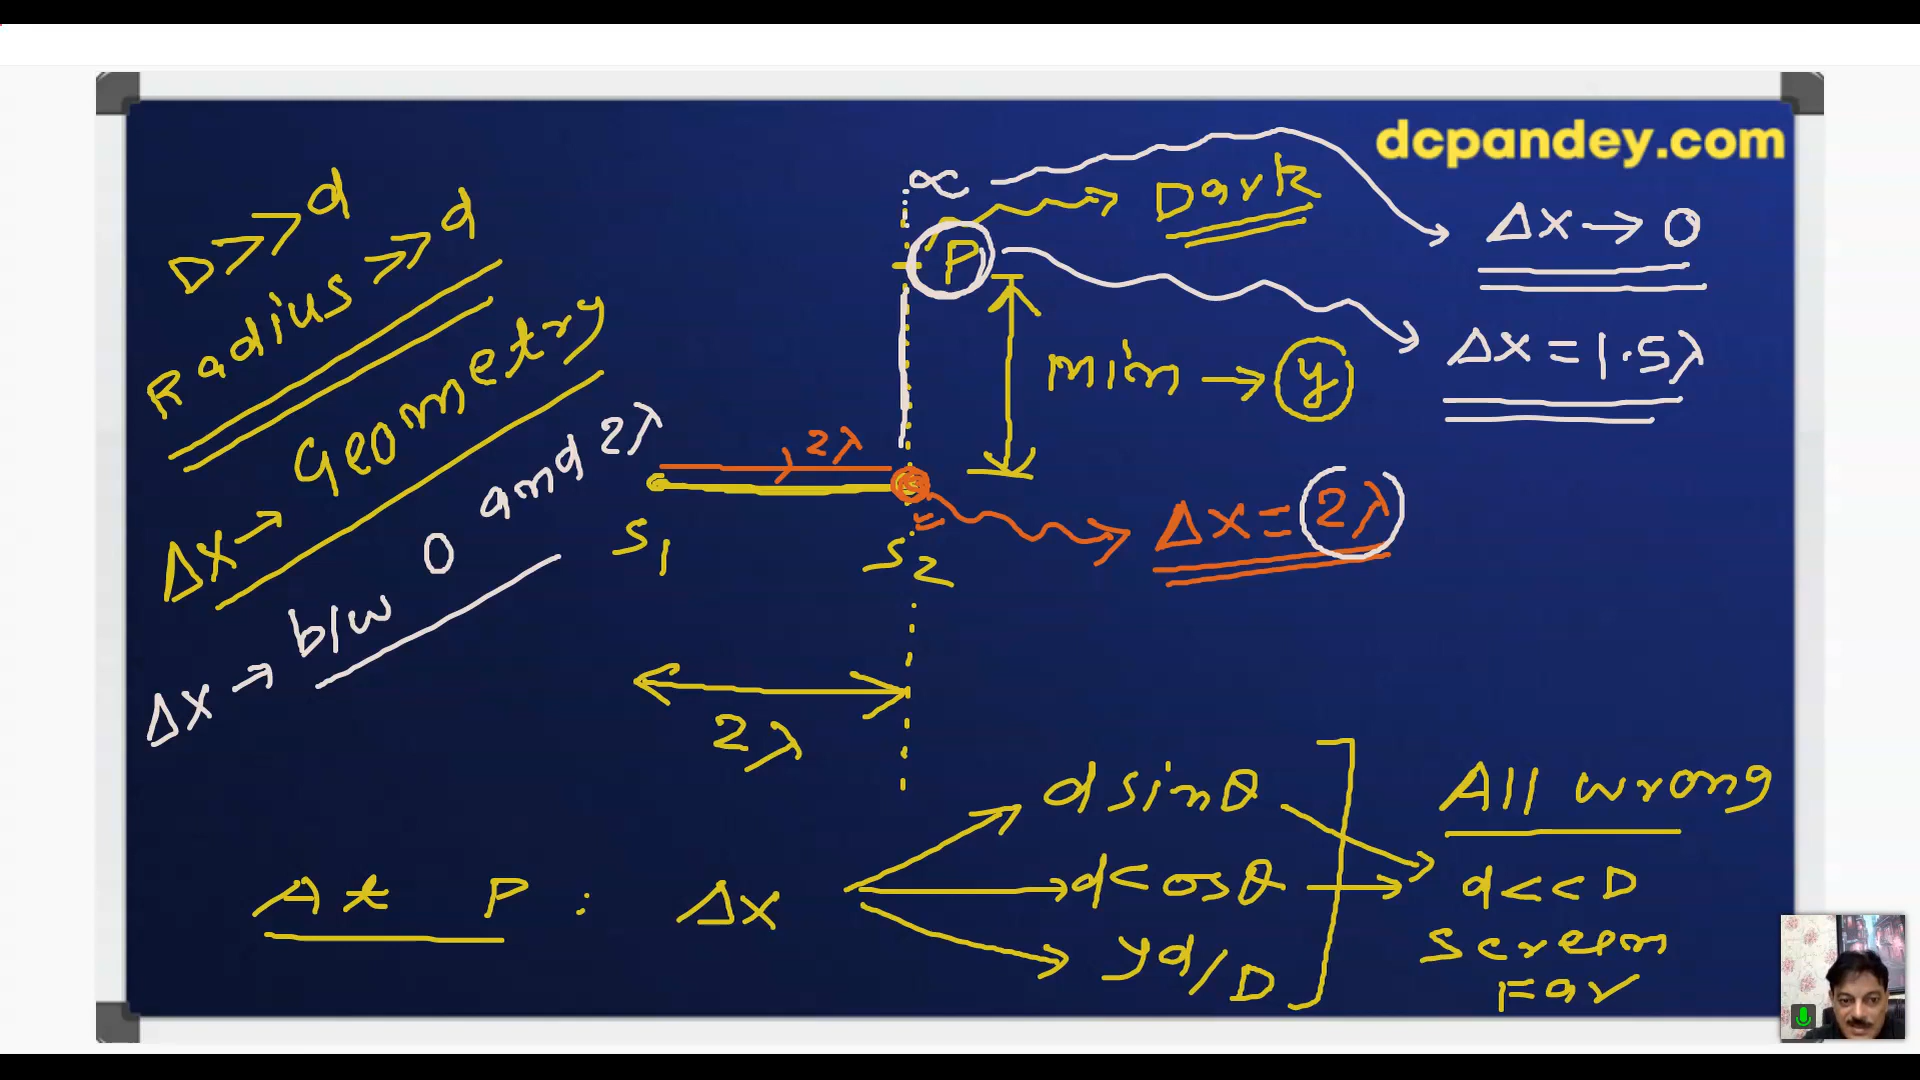 dcpandey.com
D>>d
Radius >> d
Δx → Geometry
Δx → b/w 0 and 2λ
∝ → Δx → 0
P → Dark
Δx = 1.5λ
Min → y
2λ
S1 S2
Δx = 2λ
2λ
At P : Δx
d sinθ
d cosθ
yd/D
All wrong
d<<D
Screen
Far